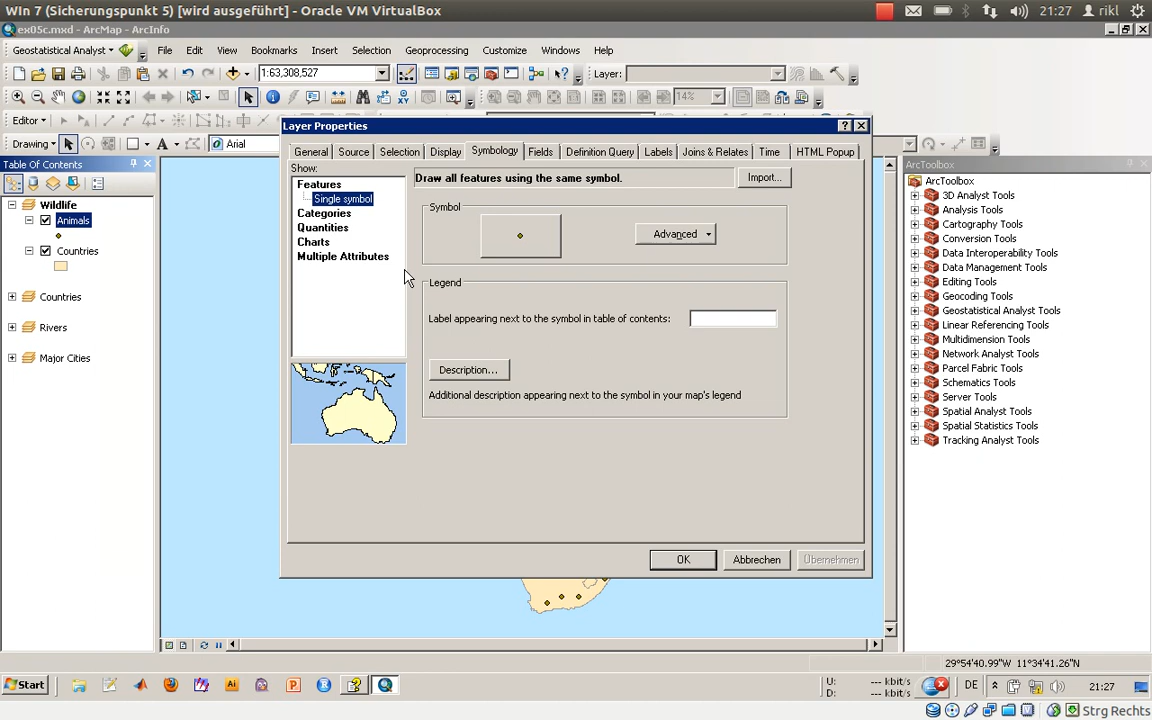 WIn 7 (Sicherungspunkt 5) [wird ausgeführt] - Oracle VM VirtualBox
21:27
rikl
ex05c.mxd - ArcMap - ArcInfo
Geostatistical Analyst
File Edit View Bookmarks Insert Selection Geoprocessing Customize Windows Help
1:63,308,527
Layer:
14%
Editor
Drawing
A
Arial
Table Of Contents
Wildlife
Animals
Countries
Countries
Rivers
Major Cities
Layer Properties
General Source Selection Display Symbology Fields Definition Query Labels Joins & Relates Time HTML Popup
Show:
Features
Single symbol
Categories
Quantities
Charts
Multiple Attributes
Draw all features using the same symbol.
Import...
Symbol
Advanced
Legend
Label appearing next to the symbol in table of contents:
Description...
Additional description appearing next to the symbol in your map's legend
OK
Abbrechen
Übernehmen
ArcToolbox
ArcToolbox
3D Analyst Tools
Analysis Tools
Cartography Tools
Conversion Tools
Data Interoperability Tools
Data Management Tools
Editing Tools
Geocoding Tools
Geostatistical Analyst Tools
Linear Referencing Tools
Multidimension Tools
Network Analyst Tools
Parcel Fabric Tools
Schematics Tools
Server Tools
Spatial Analyst Tools
Spatial Statistics Tools
Tracking Analyst Tools
29°54'40.99"W 11°34'41.26"N
Start
U: --- kbit/s
D: --- kbit/s
DE
21:27
Strg Rechts